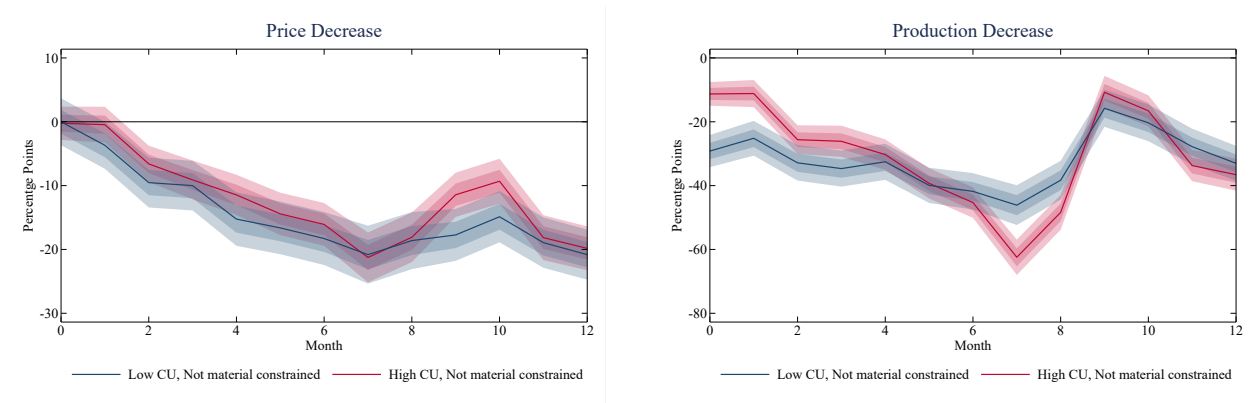 Price Decrease
10
0
-10
-20
-30
Percentge Points
0 2 4 6 8 10 12
Month
Low CU, Not material constrained High CU, Not material constrained
Production Decrease
0
-20
-40
-60
-80
Percentge Points
0 2 4 6 8 10 12
Month
Low CU, Not material constrained High CU, Not material constrained